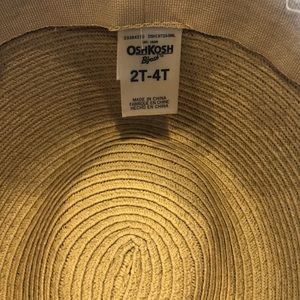 OSHKOSH
B'gosh
2T-4T
MADE IN CHINA
FABRIQUÉ EN CHINE
HECHO EN CHINA